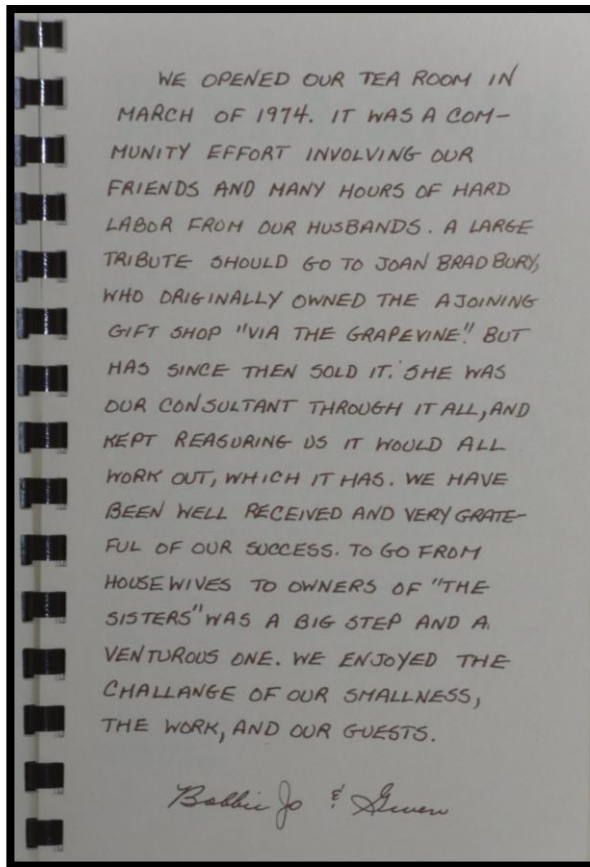 WE OPENED OUR TEA ROOM IN
MARCH OF 1974. IT WAS A COM-
MUNITY EFFORT INVOLVING OUR
FRIENDS AND MANY HOURS OF HARD
LABOR FROM OUR HUSBANDS. A LARGE
TRIBUTE SHOULD GO TO JOAN BRADBURY,
WHO ORIGINALLY OWNED THE AJOINING
GIFT SHOP "VIA THE GRAPEVINE". BUT
HAS SINCE THEN SOLD IT. SHE WAS
OUR CONSULTANT THROUGH IT ALL, AND
KEPT REASURING US IT WOULD ALL
WORK OUT, WHICH IT HAS. WE HAVE
BEEN WELL RECEIVED AND VERY GRATE-
FUL OF OUR SUCCESS. TO GO FROM
HOUSEWIVES TO OWNERS OF "THE
SISTERS" WAS A BIG STEP AND A
VENTUROUS ONE. WE ENJOYED THE
CHALLANGE OF OUR SMALLNESS,
THE WORK, AND OUR GUESTS.
Bobbie Jo & Gwen